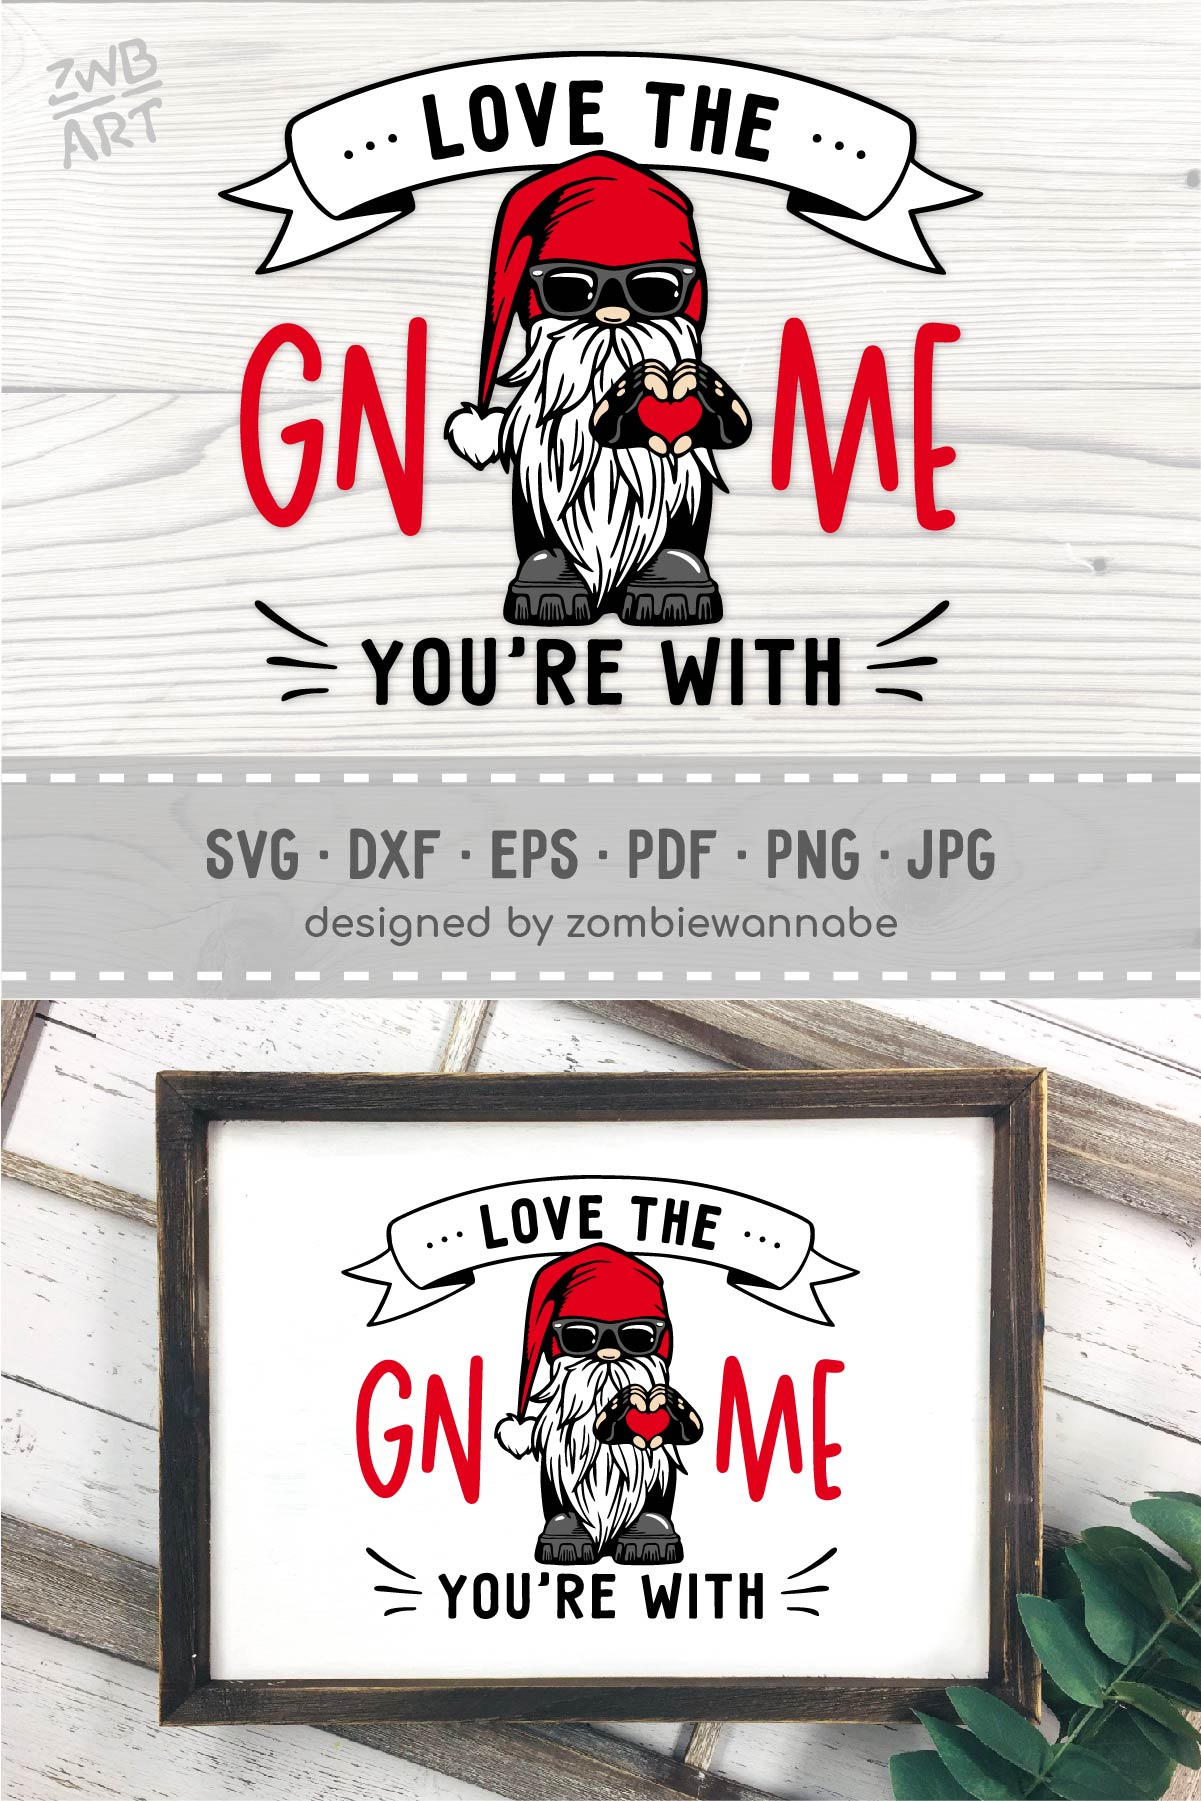 ZWB
ART
··· LOVE THE ···
GN ME
YOU'RE WITH
SVG · DXF · EPS · PDF · PNG · JPG
designed by zombiewannabe
··· LOVE THE ···
GN ME
YOU'RE WITH